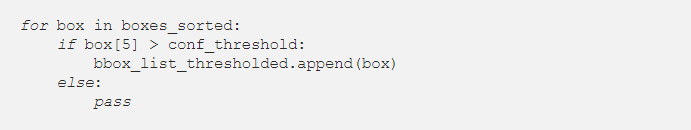 for box in boxes_sorted:
    if box[5] > conf_threshold:
        bbox_list_thresholded.append(box)
    else:
        pass